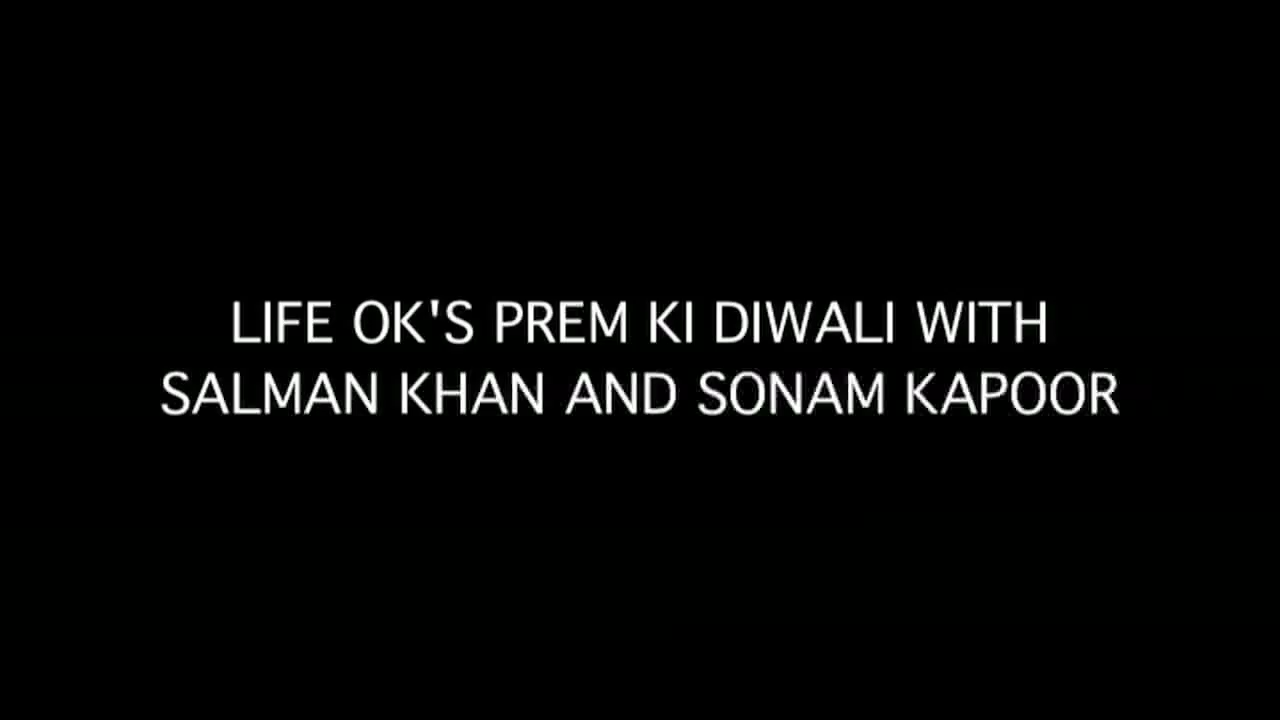 LIFE OK'S PREM KI DIWALI WITH
SALMAN KHAN AND SONAM KAPOOR